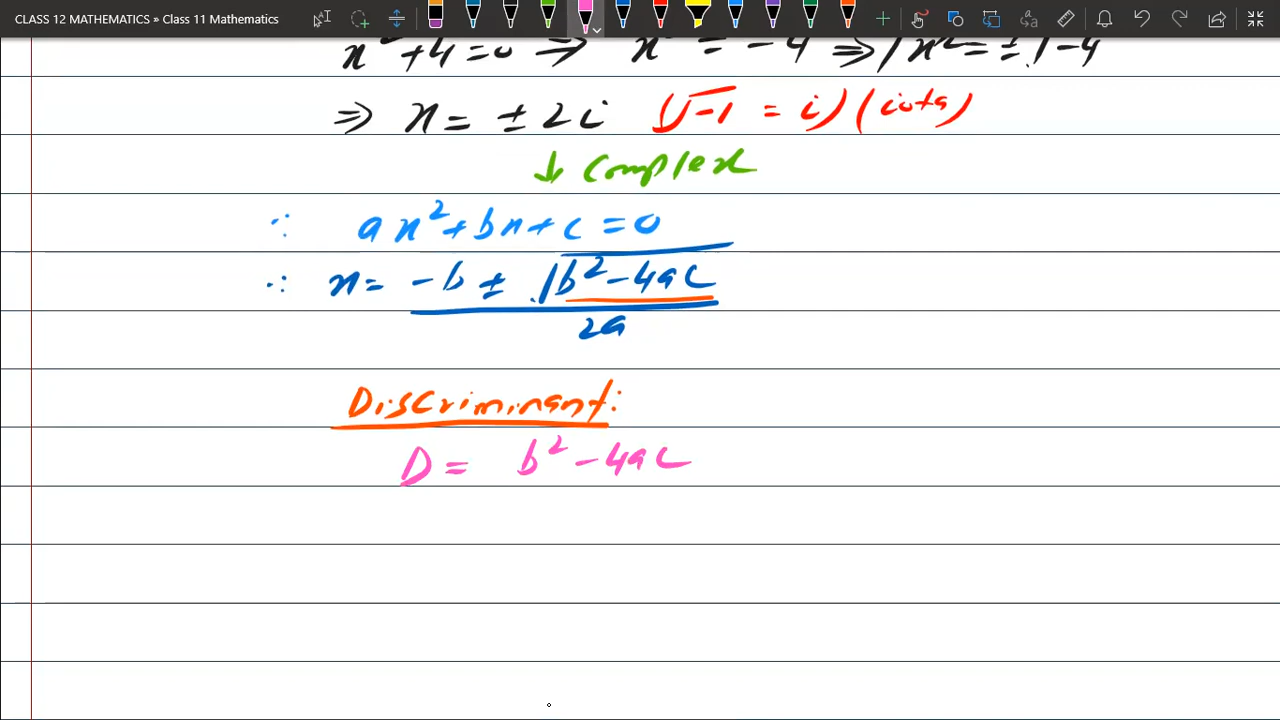 CLASS 12 MATHEMATICS » Class 11 Mathematics
x² + 4 = 0 ⇒ x² = -4 ⇒ √x² = ± √-4
⇒ x = ± 2i (√-1 = i) (iota)
↓ Complex
∵ ax² + bx + c = 0
∴ x = -b ± √b² - 4ac
2a
Discriminant:
D = b² - 4ac